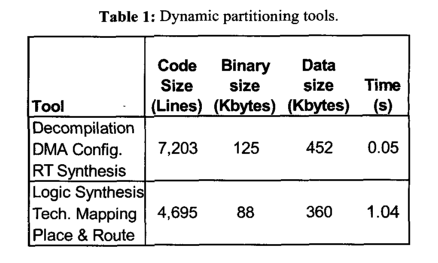 Table 1: Dynamic partitioning tools.
Code Binary Data
Size size size Time
Tool (Lines) (Kbytes) (Kbytes) (s)
Decompilation
DMA Config. 7,203 125 452 0.05
RT Synthesis
Logic Synthesis
Tech. Mapping 4,695 88 360 1.04
Place & Route